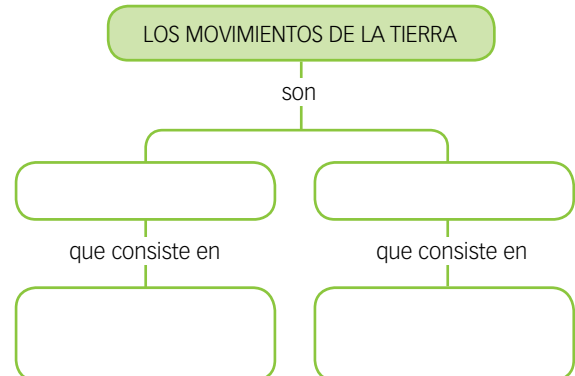 LOS MOVIMIENTOS DE LA TIERRA
son
que consiste en
que consiste en